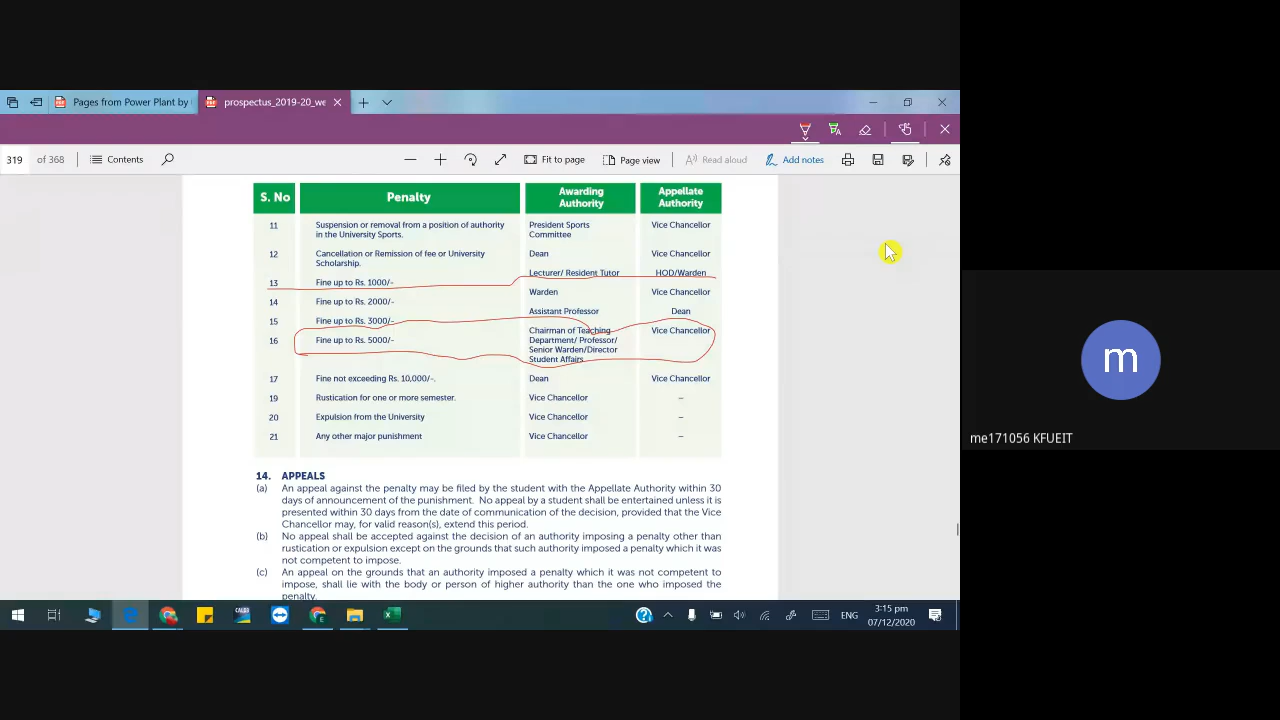 Pages from Power Plant by
prospectus_2019-20_we
319 of 368
Contents
Fit to page
Page view
Read aloud
Add notes
S. No Penalty Awarding Authority Appellate Authority
11 Suspension or removal from a position of authority President Sports Vice Chancellor
in the University Sports. Committee
12 Cancellation or Remission of fee or University Dean Vice Chancellor
Scholarship.
Lecturer/ Resident Tutor HOD/Warden
13 Fine up to Rs. 1000/-
Warden Vice Chancellor
14 Fine up to Rs. 2000/-
Assistant Professor Dean
15 Fine up to Rs. 3000/-
Chairman of Teaching Vice Chancellor
16 Fine up to Rs. 5000/- Department/ Professor/
Senior Warden/Director
Student Affairs
17 Fine not exceeding Rs. 10,000/-. Dean Vice Chancellor
19 Rustication for one or more semester. Vice Chancellor –
20 Expulsion from the University Vice Chancellor –
21 Any other major punishment Vice Chancellor –
14. APPEALS
(a) An appeal against the penalty may be filed by the student with the Appellate Authority within 30
days of announcement of the punishment. No appeal by a student shall be entertained unless it is
presented within 30 days from the date of communication of the decision, provided that the Vice
Chancellor may, for valid reason(s), extend this period.
(b) No appeal shall be accepted against the decision of an authority imposing a penalty other than
rustication or expulsion except on the grounds that such authority imposed a penalty which it was
not competent to impose.
(c) An appeal on the grounds that an authority imposed a penalty which it was not competent to
impose, shall lie with the body or person of higher authority than the one who imposed the
penalty.
m
me171056 KFUEIT
ENG
3:15 pm
07/12/2020